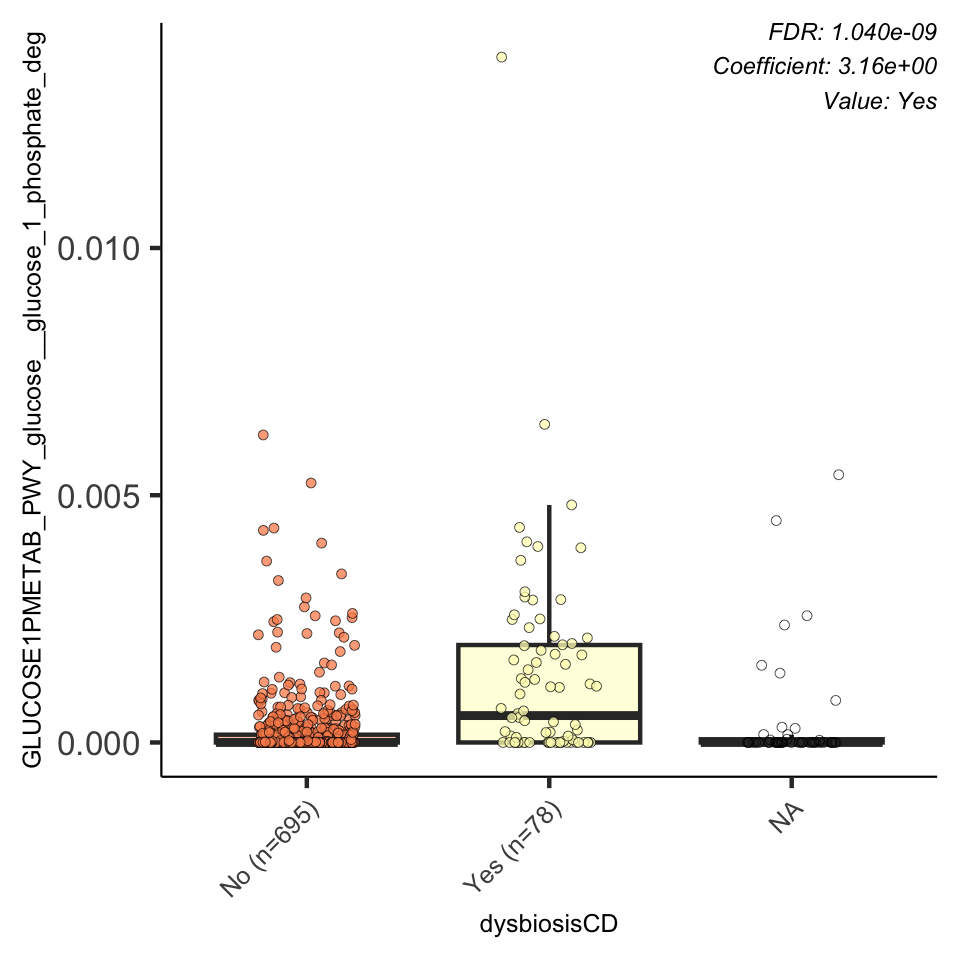 FDR: 1.040e-09
Coefficient: 3.16e+00
Value: Yes
GLUCOSE1PMETAB_PWY_glucose__glucose_1_phosphate_deg
0.010
0.005
0.000
No (n=695)
Yes (n=78)
NA
dysbiosisCD